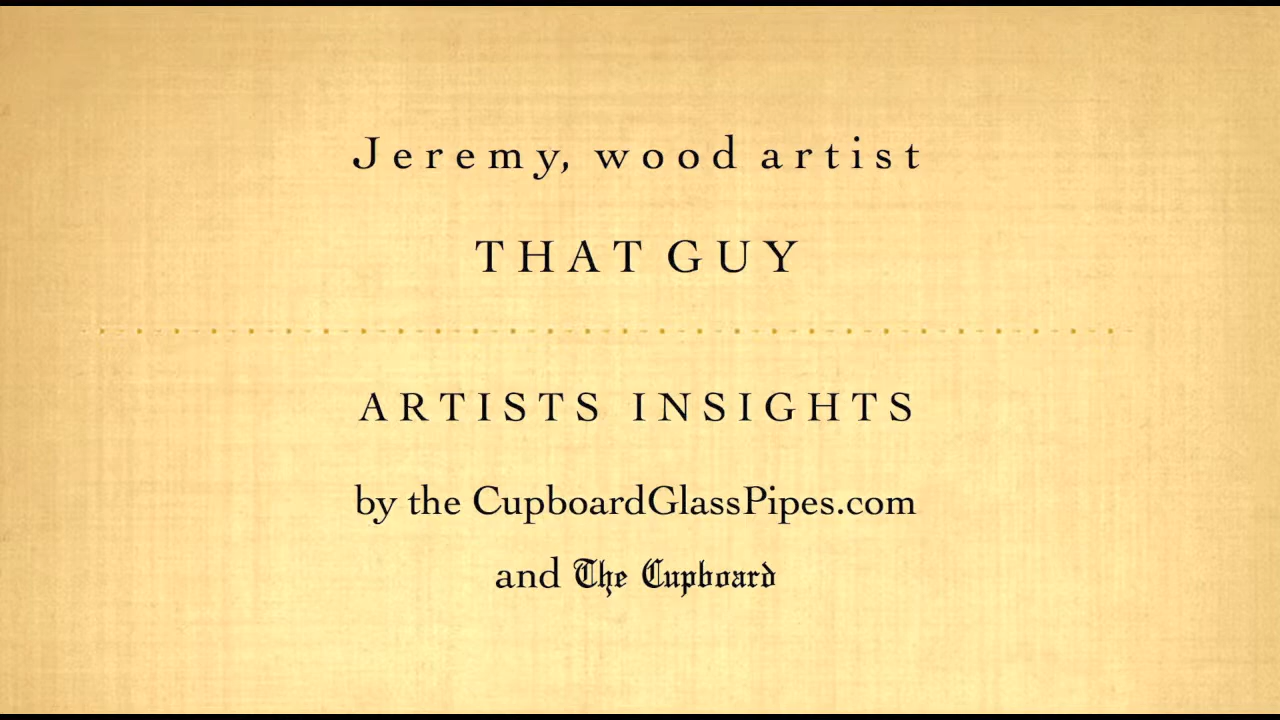 Jeremy, wood artist
THAT GUY
ARTISTS INSIGHTS
by the CupboardGlassPipes.com
and The Cupboard